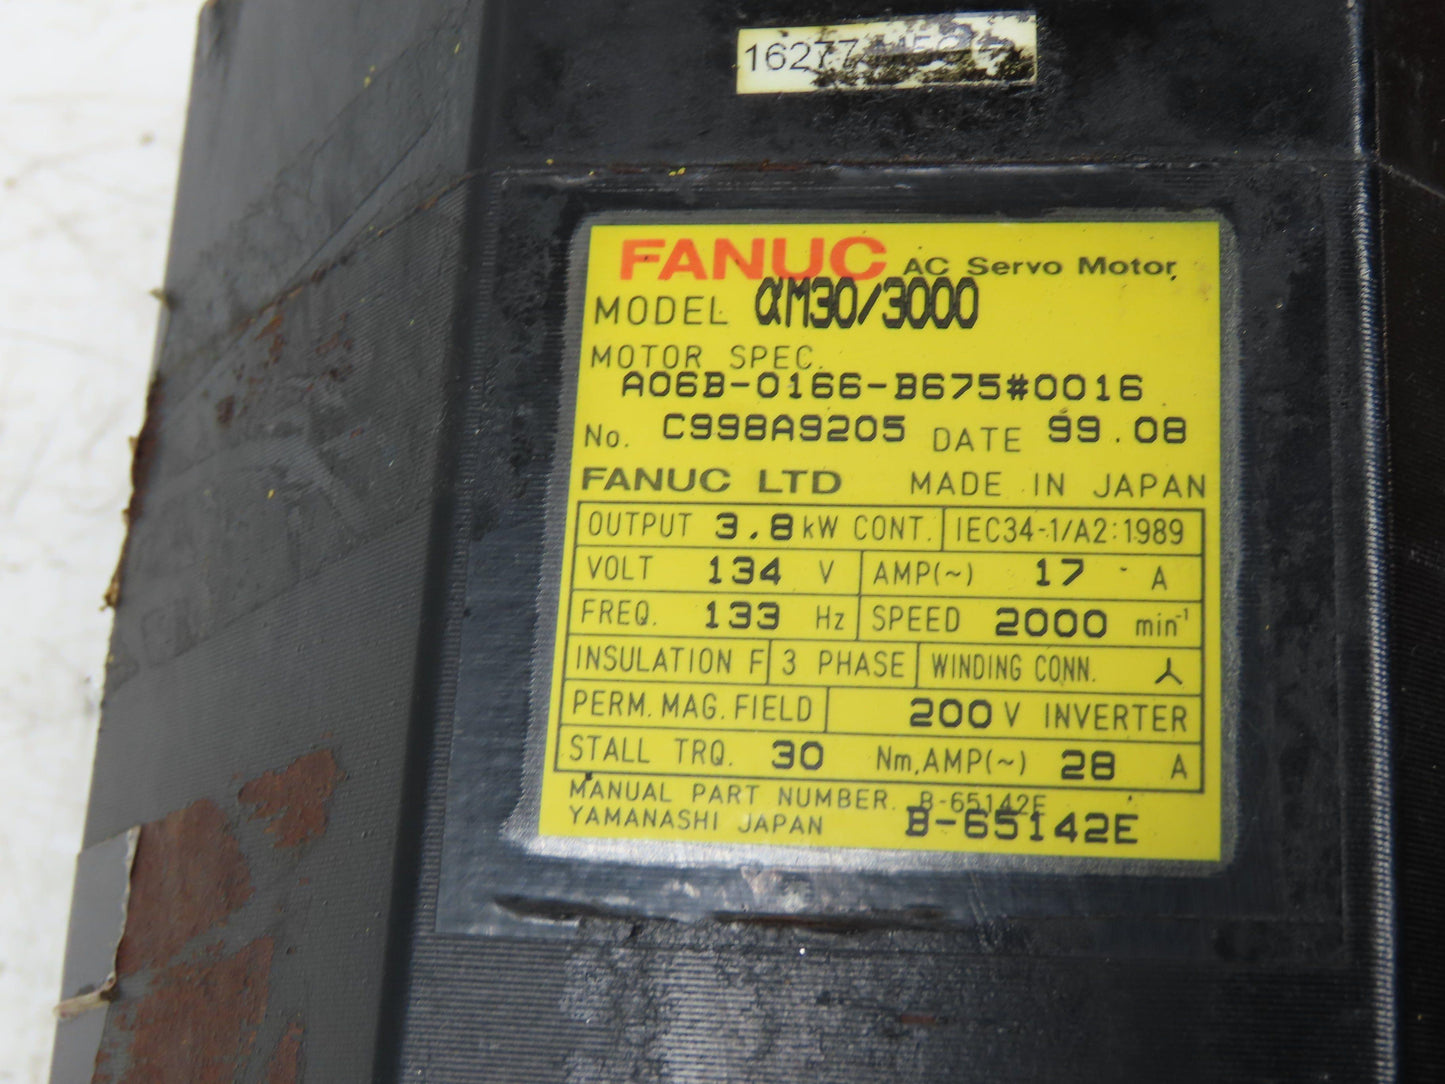 16277
FANUC AC Servo Motor
MODEL αM30/3000
MOTOR SPEC.
A06B-0166-B675#0016
No. C998A9205 DATE 99.08
FANUC LTD MADE IN JAPAN
OUTPUT 3.8 kW CONT. IEC34-1/A2:1989
VOLT 134 V AMP(~) 17 A
FREQ. 133 Hz SPEED 2000 min⁻¹
INSULATION F 3 PHASE WINDING CONN. ⅄
PERM. MAG. FIELD 200 V INVERTER
STALL TRQ. 30 Nm, AMP(~) 28 A
MANUAL PART NUMBER. B-65142E
YAMANASHI JAPAN B-65142E